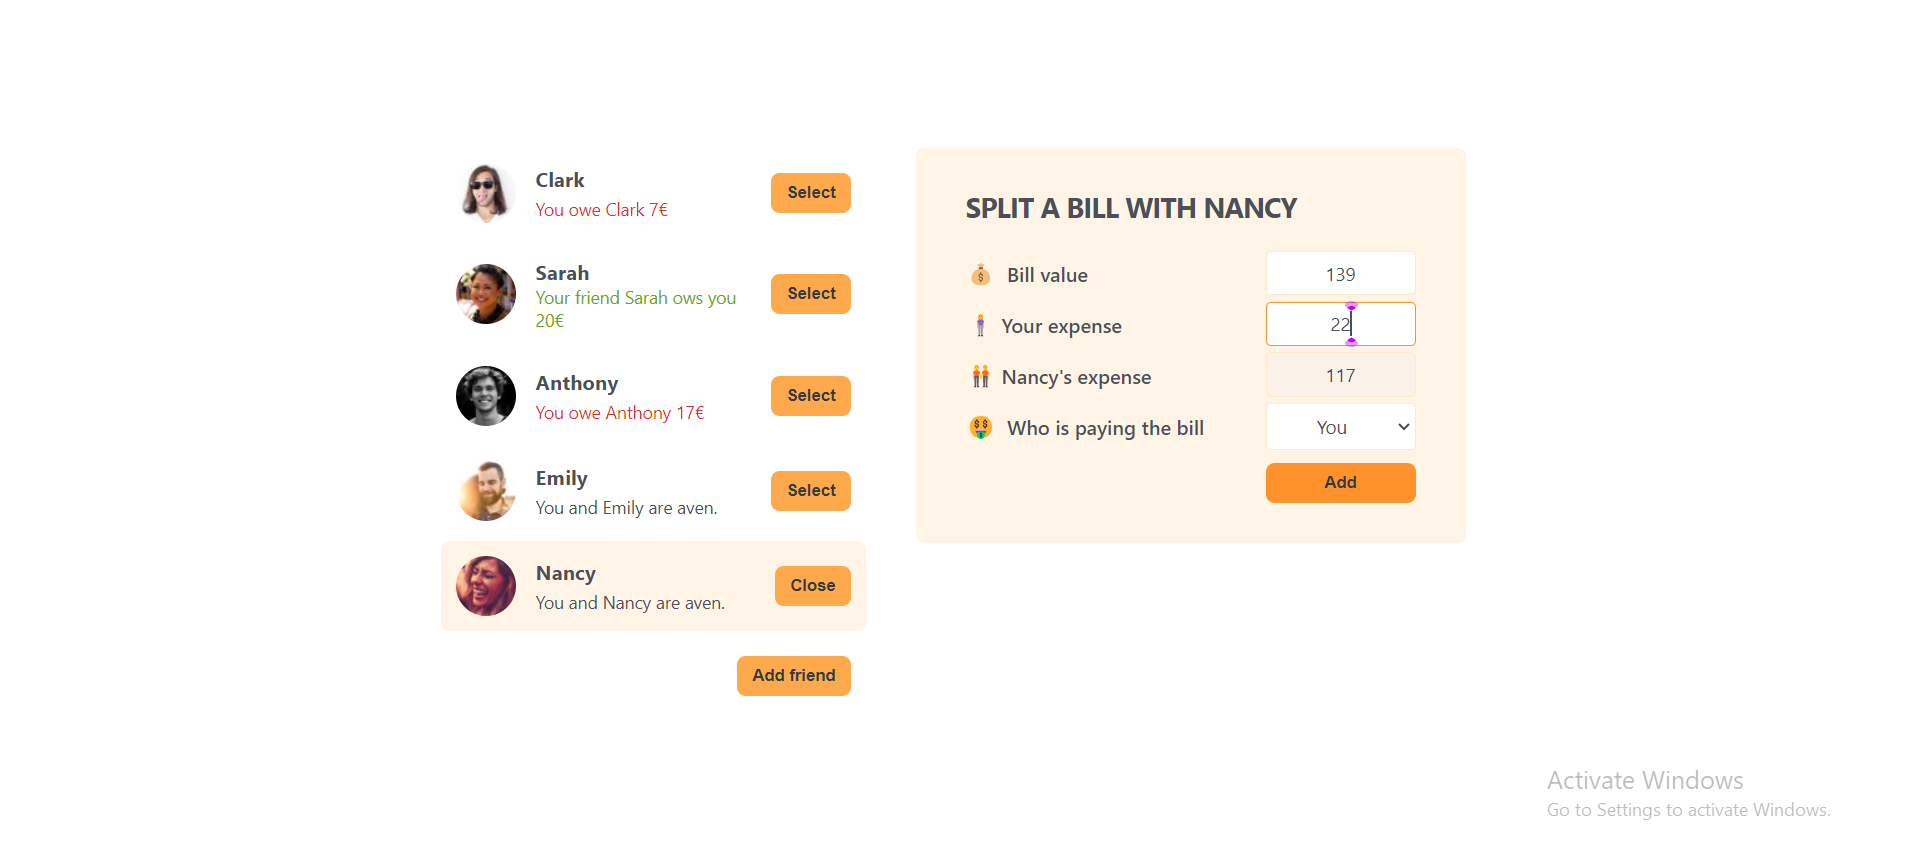 Clark
You owe Clark 7€
Select
Sarah
Your friend Sarah ows you
20€
Select
Anthony
You owe Anthony 17€
Select
Emily
You and Emily are aven.
Select
Nancy
You and Nancy are aven.
Close
Add friend
SPLIT A BILL WITH NANCY
Bill value
139
Your expense
22
Nancy's expense
117
Who is paying the bill
You
Add
Activate Windows
Go to Settings to activate Windows.